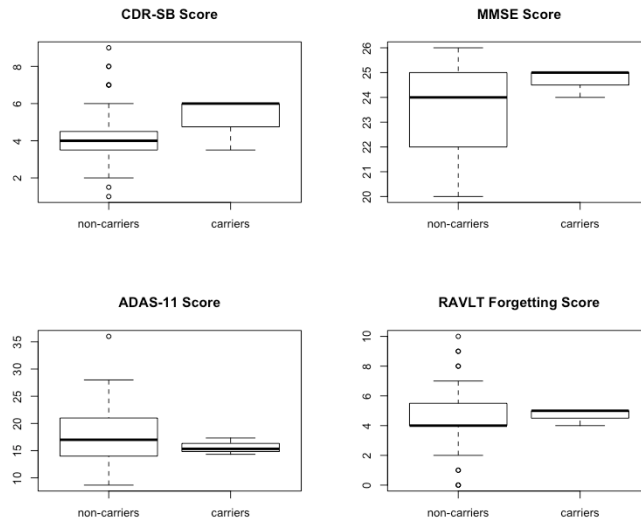 CDR-SB Score
8
6
4
2
non-carriers carriers
MMSE Score
26
25
24
23
22
21
20
non-carriers carriers
ADAS-11 Score
35
30
25
20
15
10
non-carriers carriers
RAVLT Forgetting Score
10
8
6
4
2
0
non-carriers carriers